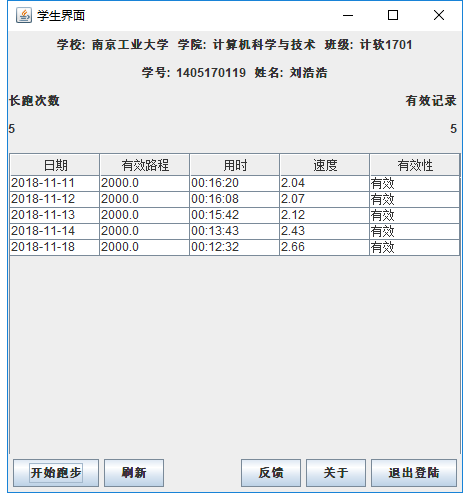 学生界面
学校: 南京工业大学 学院: 计算机科学与技术 班级: 计软1701
学号: 1405170119 姓名: 刘浩浩
长跑次数 有效记录
5 5
日期 有效路程 用时 速度 有效性
2018-11-11 2000.0 00:16:20 2.04 有效
2018-11-12 2000.0 00:16:08 2.07 有效
2018-11-13 2000.0 00:15:42 2.12 有效
2018-11-14 2000.0 00:13:43 2.43 有效
2018-11-18 2000.0 00:12:32 2.66 有效
开始跑步 刷新 反馈 关于 退出登陆